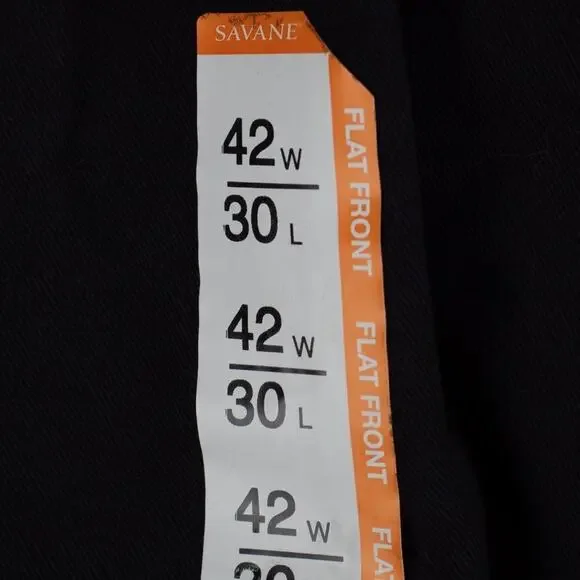 SAVANE
42 W
30 L
FLAT FRONT
42 W
30 L
FLAT FRONT
42 W